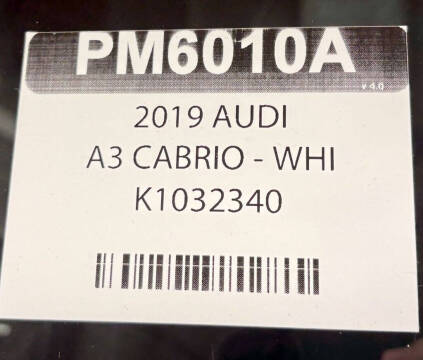 PM6010A
v 4.0
2019 AUDI
A3 CABRIO - WHI
K1032340